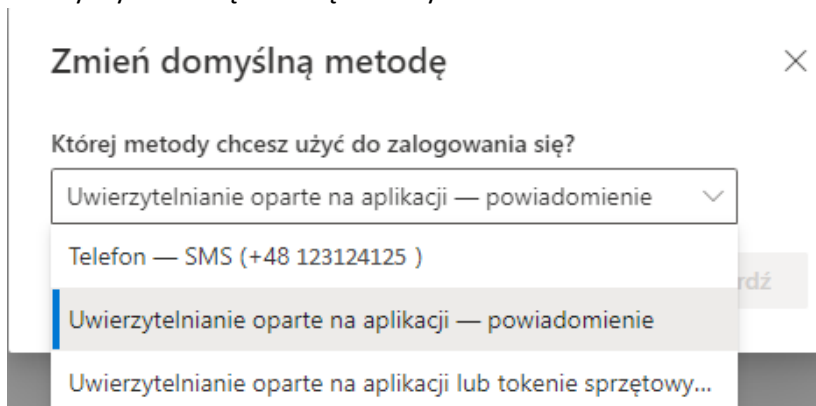 Zmień domyślną metodę
Której metody chcesz użyć do zalogowania się?
Uwierzytelnianie oparte na aplikacji — powiadomienie
Telefon — SMS (+48 123124125 )
rdź
Uwierzytelnianie oparte na aplikacji — powiadomienie
Uwierzytelnianie oparte na aplikacji lub tokenie sprzętowy...